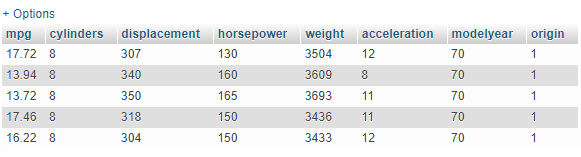 + Options
mpg cylinders displacement horsepower weight acceleration modelyear origin
17.72 8 307 130 3504 12 70 1
13.94 8 340 160 3609 8 70 1
13.72 8 350 165 3693 11 70 1
17.46 8 318 150 3436 11 70 1
16.22 8 304 150 3433 12 70 1